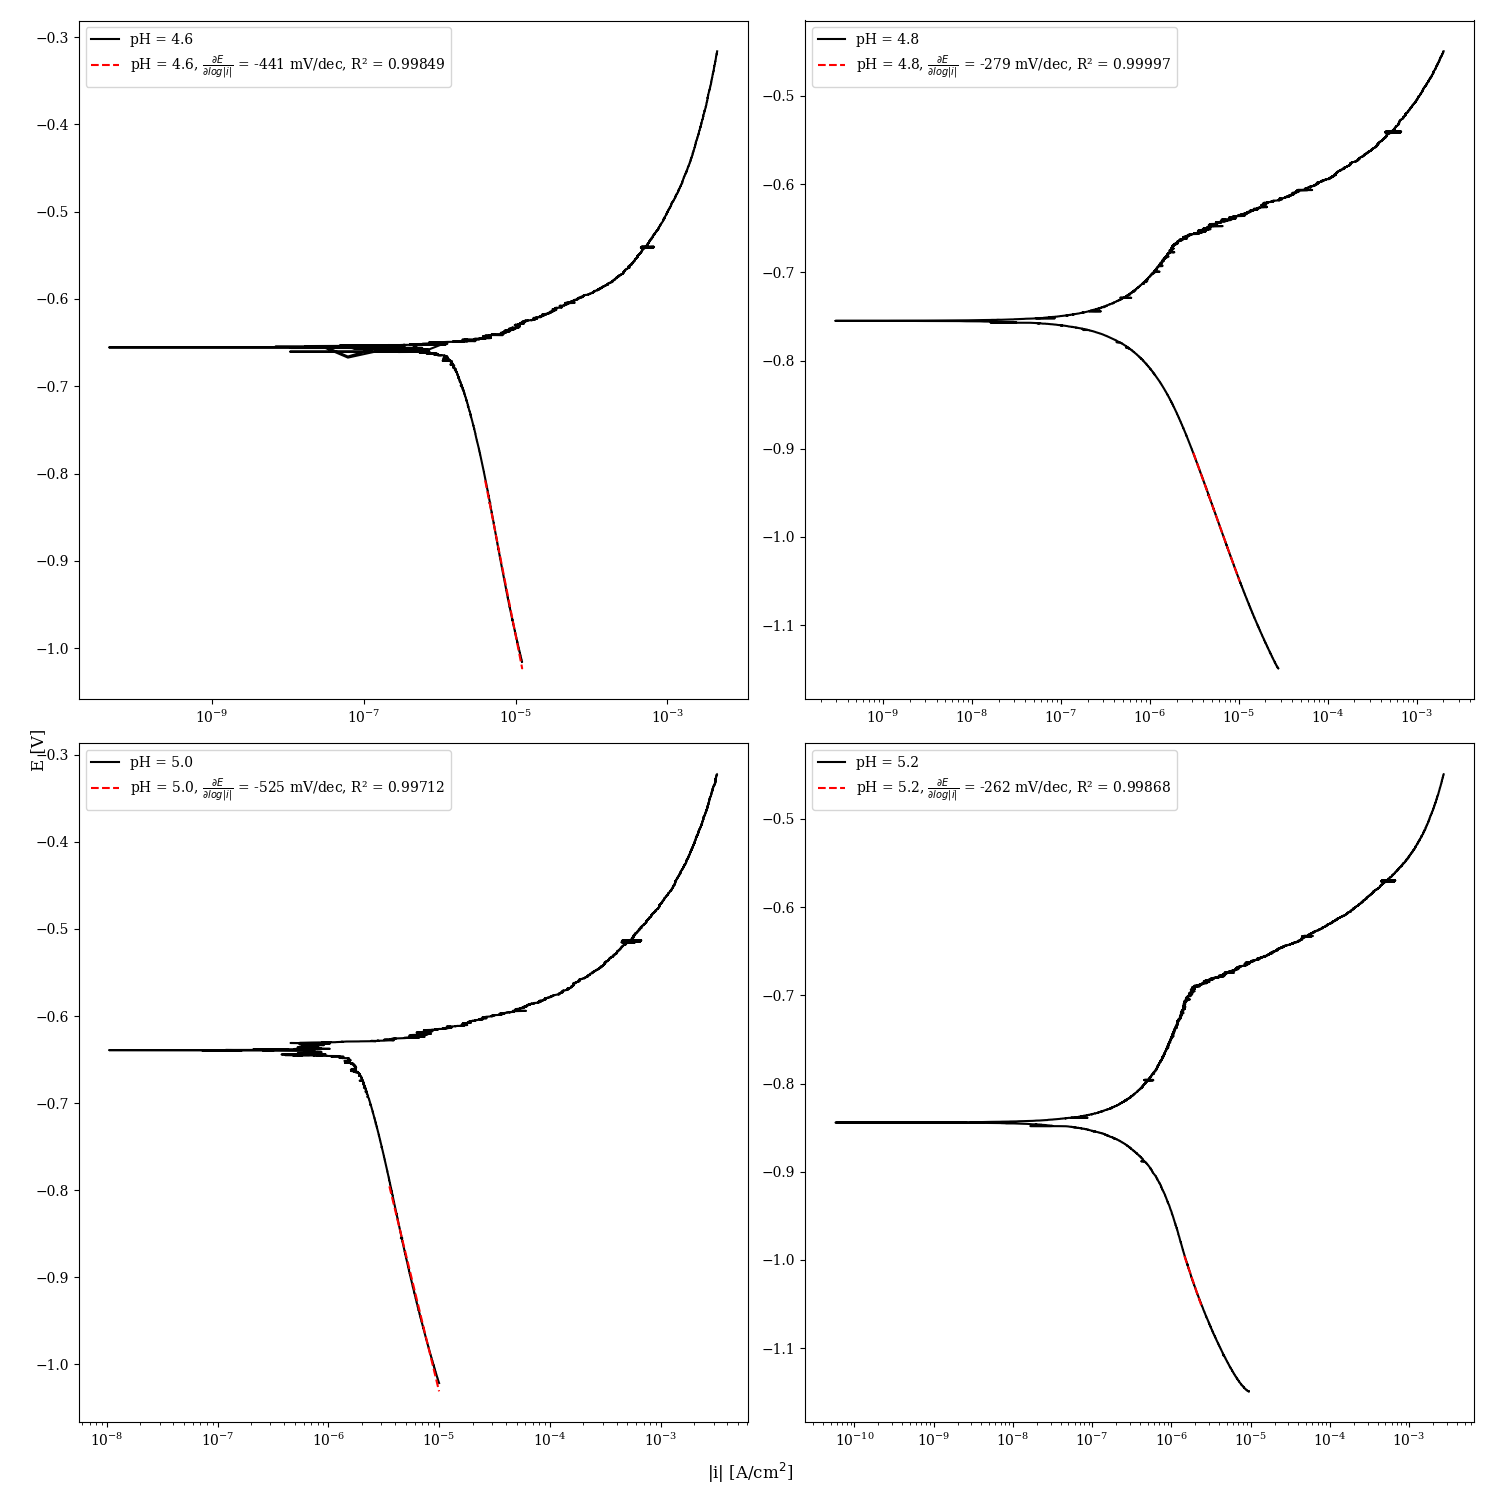 pH = 4.6
pH = 4.6, ∂E/∂log|i| = -441 mV/dec, R² = 0.99849
−0.3
−0.4
−0.5
−0.6
−0.7
−0.8
−0.9
−1.0
10⁻⁹ 10⁻⁷ 10⁻⁵ 10⁻³
pH = 4.8
pH = 4.8, ∂E/∂log|i| = -279 mV/dec, R² = 0.99997
−0.5
−0.6
−0.7
−0.8
−0.9
−1.0
−1.1
10⁻⁹ 10⁻⁸ 10⁻⁷ 10⁻⁶ 10⁻⁵ 10⁻⁴ 10⁻³
E [V]
pH = 5.0
pH = 5.0, ∂E/∂log|i| = -525 mV/dec, R² = 0.99712
−0.3
−0.4
−0.5
−0.6
−0.7
−0.8
−0.9
−1.0
10⁻⁸ 10⁻⁷ 10⁻⁶ 10⁻⁵ 10⁻⁴ 10⁻³
pH = 5.2
pH = 5.2, ∂E/∂log|i| = -262 mV/dec, R² = 0.99868
−0.5
−0.6
−0.7
−0.8
−0.9
−1.0
−1.1
10⁻¹⁰ 10⁻⁹ 10⁻⁸ 10⁻⁷ 10⁻⁶ 10⁻⁵ 10⁻⁴ 10⁻³
|i| [A/cm²]